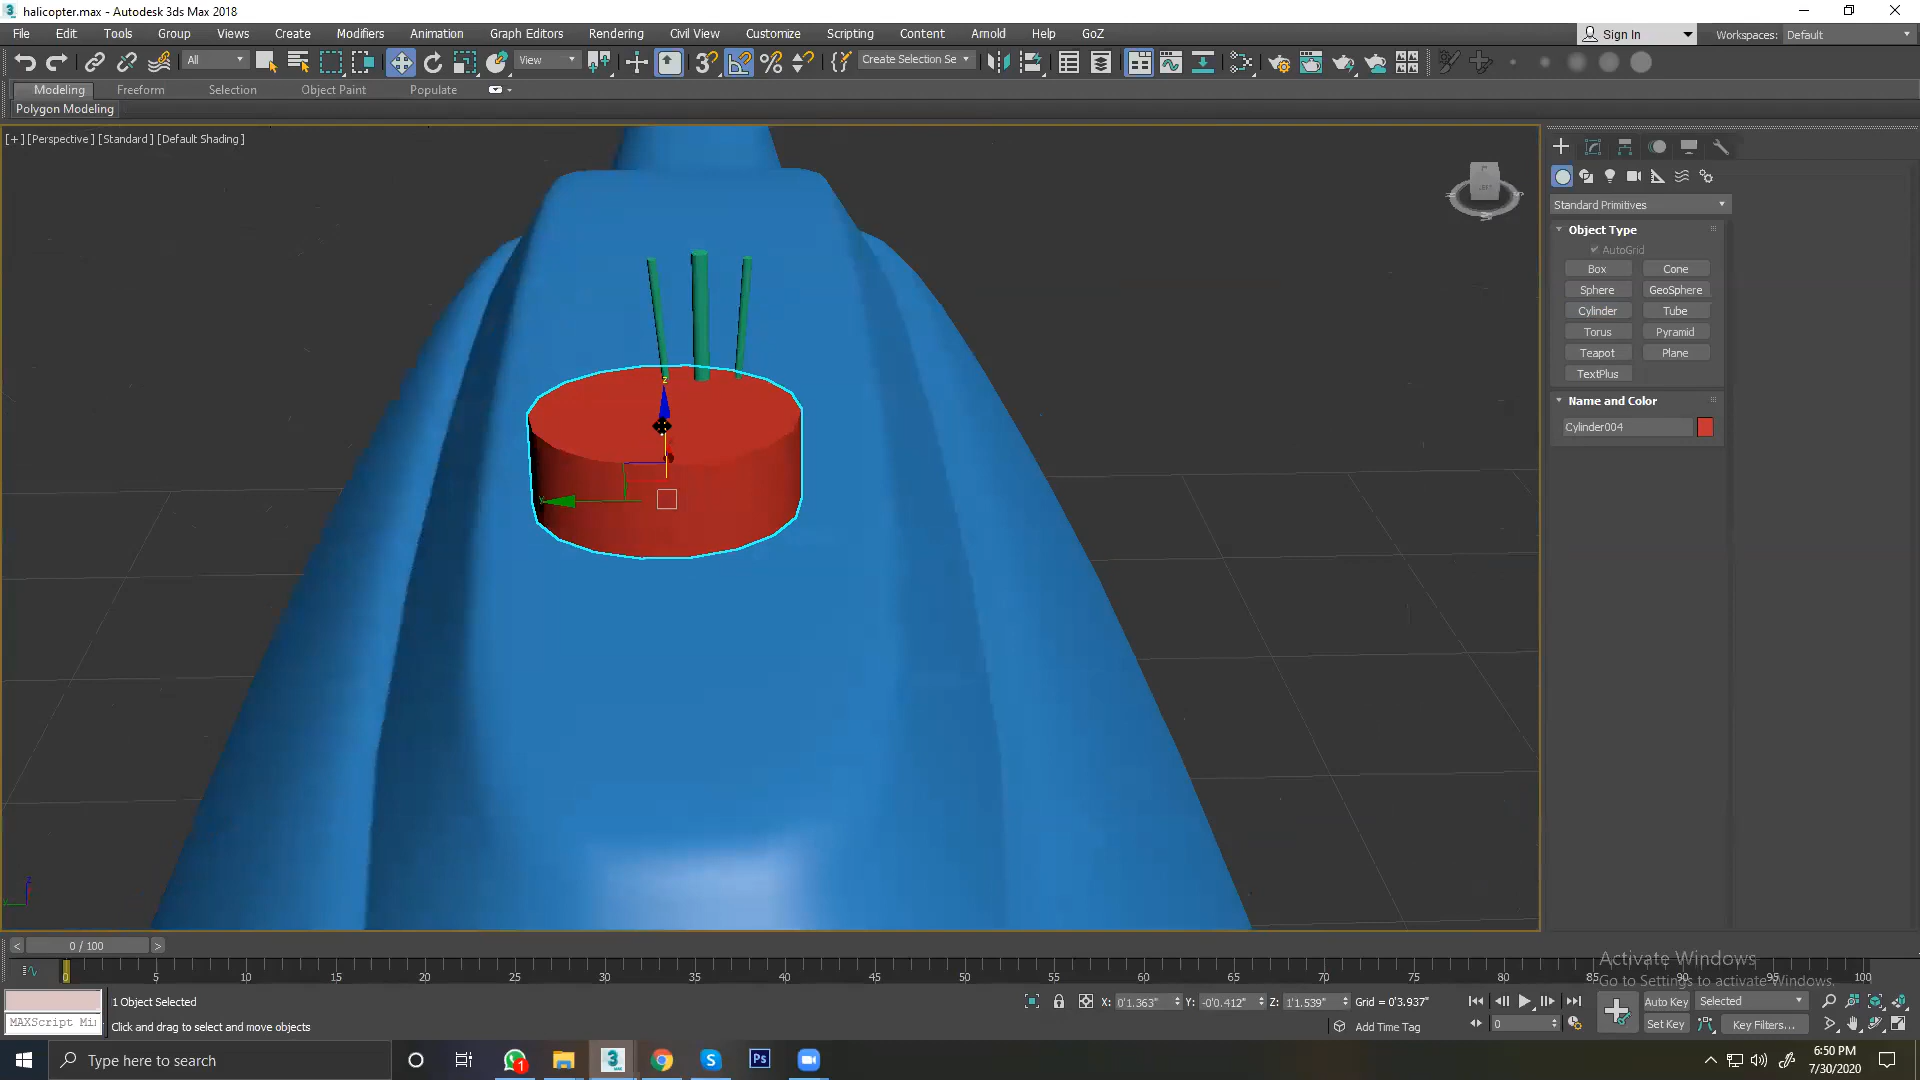 halicopter.max - Autodesk 3ds Max 2018
File Edit Tools Group Views Create Modifiers Animation Graph Editors Rendering Civil View Customize Scripting Content Arnold Help GoZ
Sign In Workspaces: Default
All View Create Selection Se
Modeling Freeform Selection Object Paint Populate
Polygon Modeling
[+] [Perspective] [Standard] [Default Shading]
Standard Primitives
Object Type
AutoGrid
Box Cone
Sphere GeoSphere
Cylinder Tube
Torus Pyramid
Teapot Plane
TextPlus
Name and Color
Cylinder004
z
y
< 0 / 100 >
0 5 10 15 20 25 30 35 40 45 50 55 60 65 70 75 80 85 90 95 100
Activate Windows
Go to Settings to activate Windows.
1 Object Selected
X: 0'1.363" Y: -0'0.412" Z: 1'1.539" Grid = 0'3.937"
Auto Key Selected
MAXScript Mi
Click and drag to select and move objects
Add Time Tag
0
Set Key Key Filters...
Type here to search
1
3
Ps
6:50 PM
7/30/2020